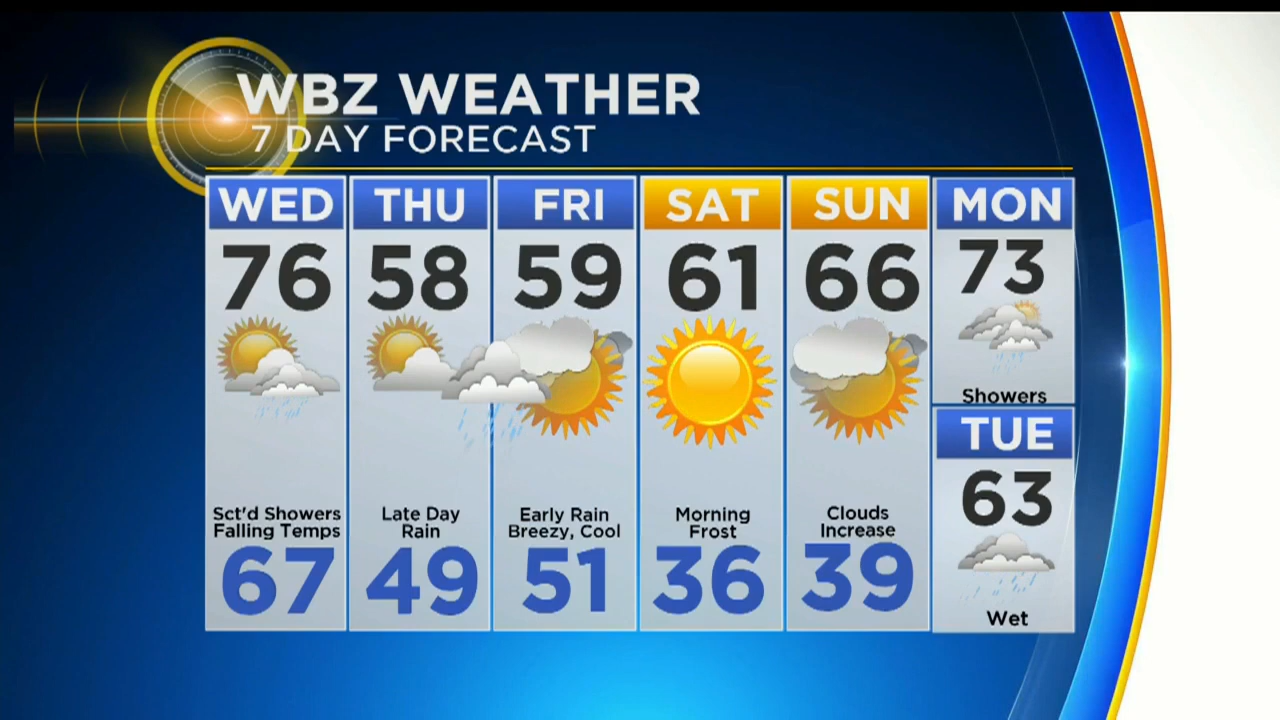 WBZ WEATHER
7 DAY FORECAST
WED
76
Sct'd Showers
Falling Temps
67
THU
58
Late Day
Rain
49
FRI
59
Early Rain
Breezy, Cool
51
SAT
61
Morning
Frost
36
SUN
66
Clouds
Increase
39
MON
73
Showers
TUE
63
Wet